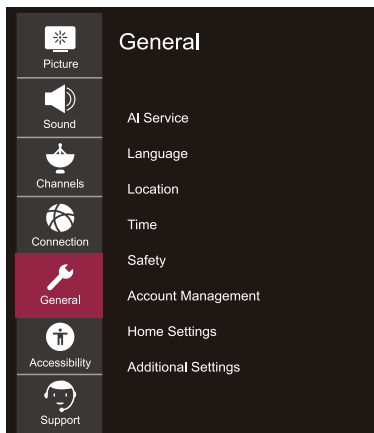 Picture
Sound
Channels
Connection
General
Accessibility
Support
General
AI Service
Language
Location
Time
Safety
Account Management
Home Settings
Additional Settings